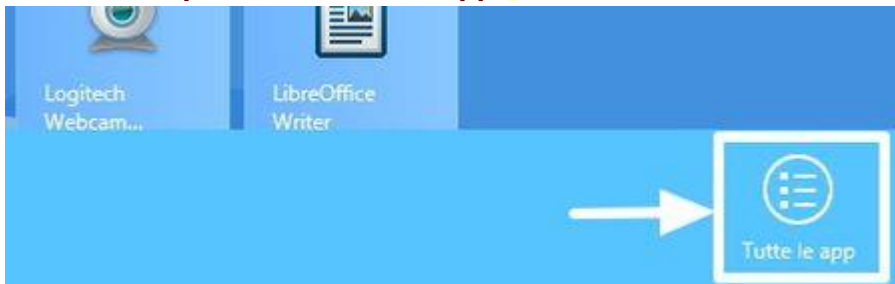 Logitech
Webcam...
LibreOffice
Writer
Tutte le app